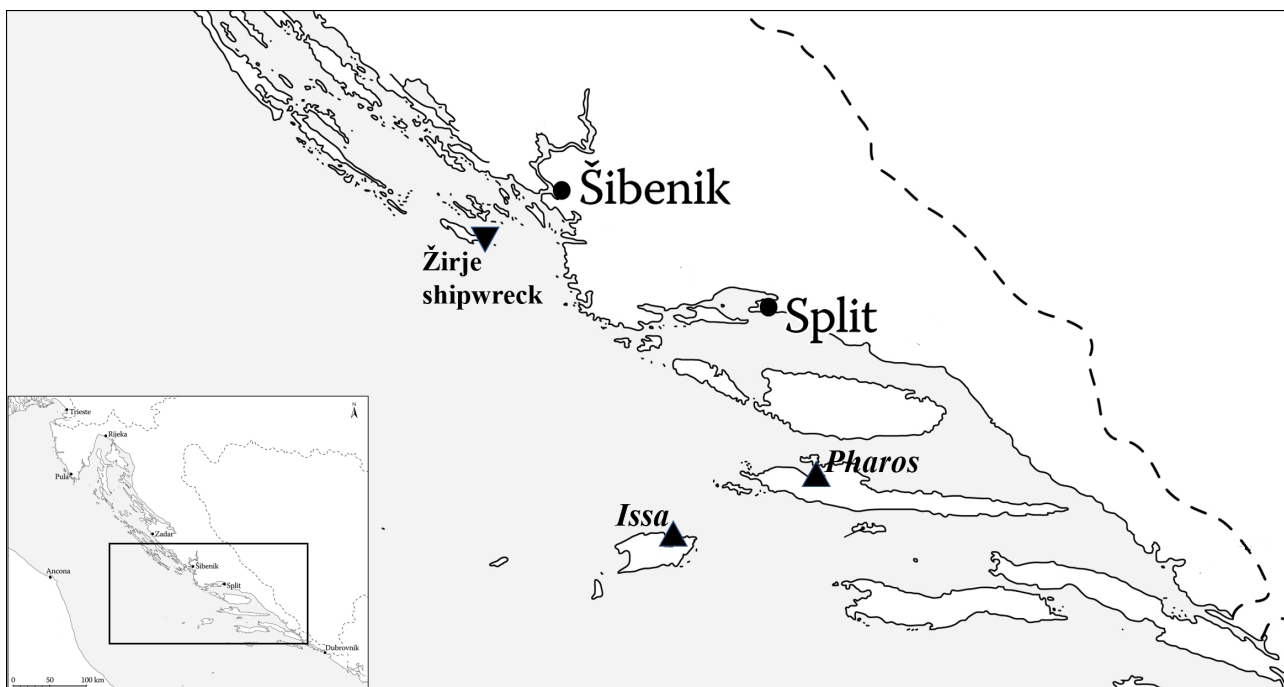 Šibenik
Žirje
shipwreck
Split
Pharos
Issa
N
Trieste
Rijeka
Pula
Zadar
Šibenik
Ancona
Split
Dubrovnik
0 50 100 km